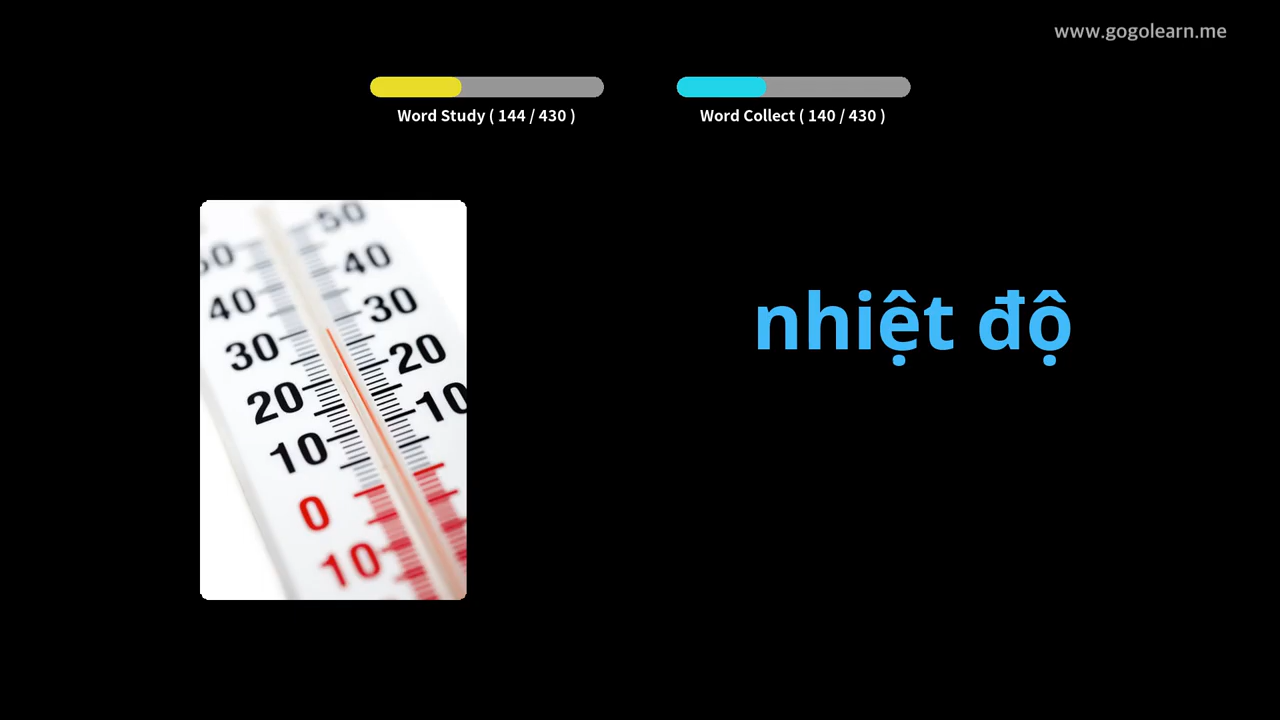 www.gogolearn.me
Word Study ( 144 / 430 )
Word Collect ( 140 / 430 )
nhiệt độ
50
40
40
30
30
20
20
10
10
0
10